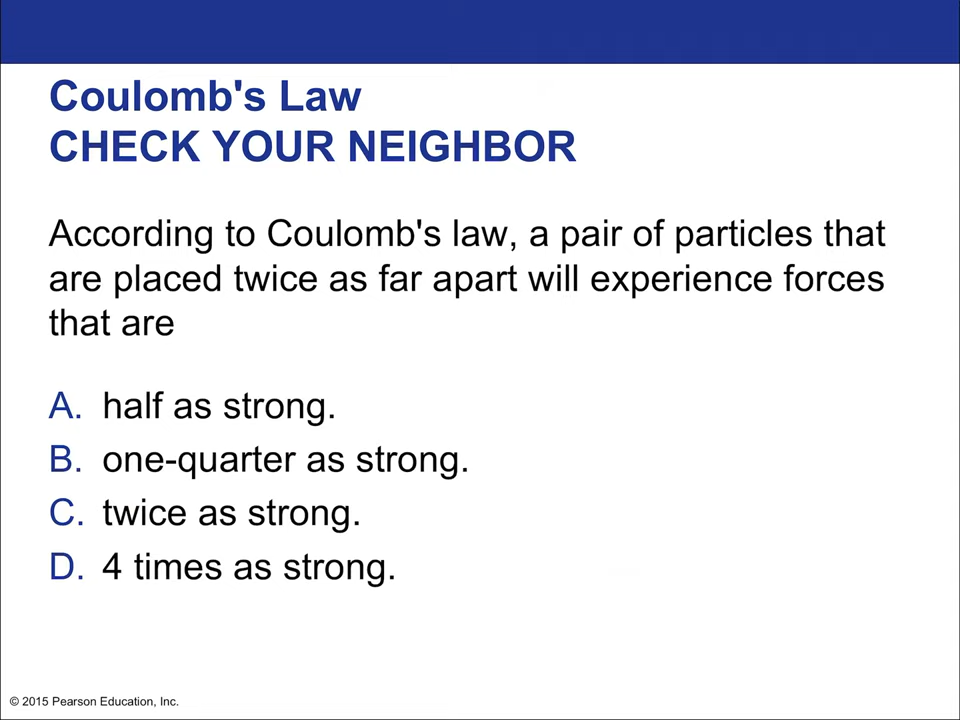 Coulomb's Law
CHECK YOUR NEIGHBOR
According to Coulomb's law, a pair of particles that
are placed twice as far apart will experience forces
that are
A. half as strong.
B. one-quarter as strong.
C. twice as strong.
D. 4 times as strong.
© 2015 Pearson Education, Inc.